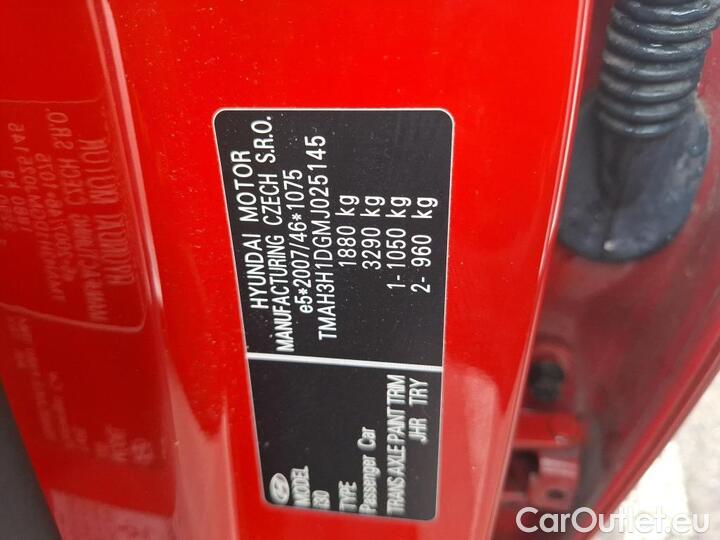 HYUNDAI MOTOR
MANUFACTURING CZECH S.R.O.
e5*2007/46*1075
TMAH3H1DGMJ025145
1880 kg
3290 kg
1- 1050 kg
2- 960 kg
MODEL
i30
TYPE
Passenger Car
TRANS AXLE PAINT TRIM
JHR TRY
CarOutlet.eu